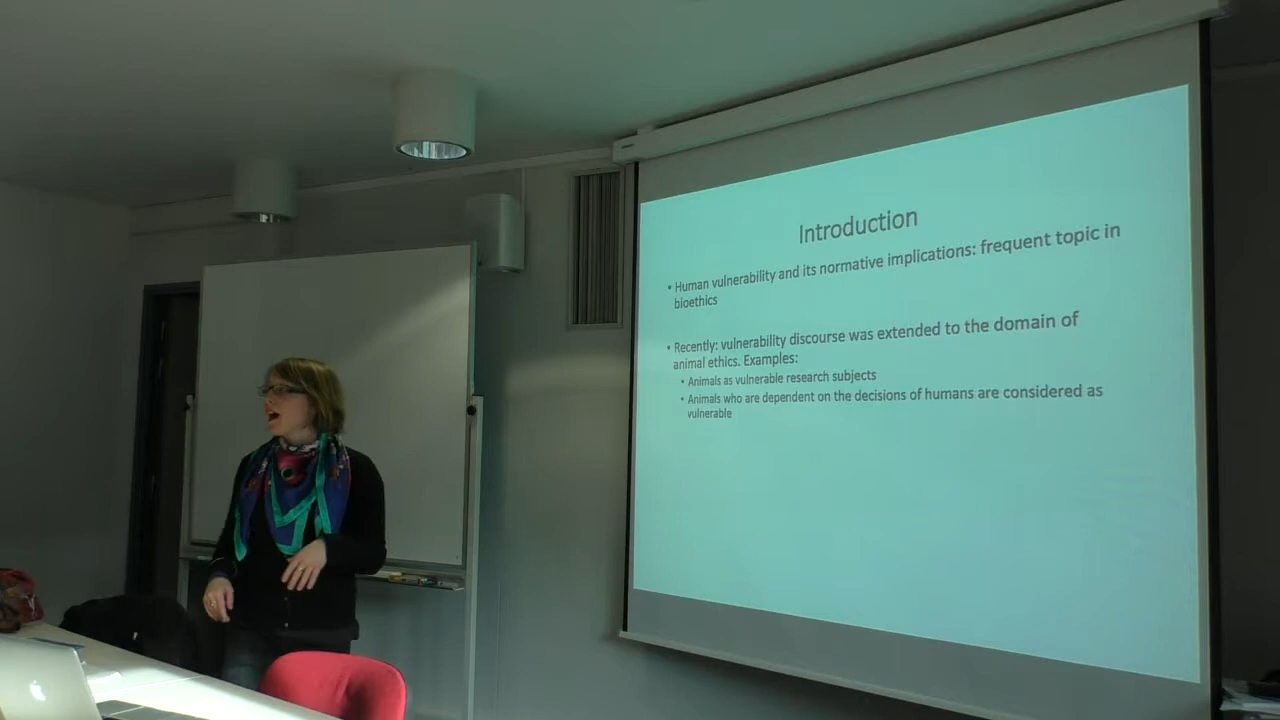 Introduction
• Human vulnerability and its normative implications: frequent topic in
bioethics
• Recently: vulnerability discourse was extended to the domain of
animal ethics. Examples:
• Animals as vulnerable research subjects
• Animals who are dependent on the decisions of humans are considered as
vulnerable